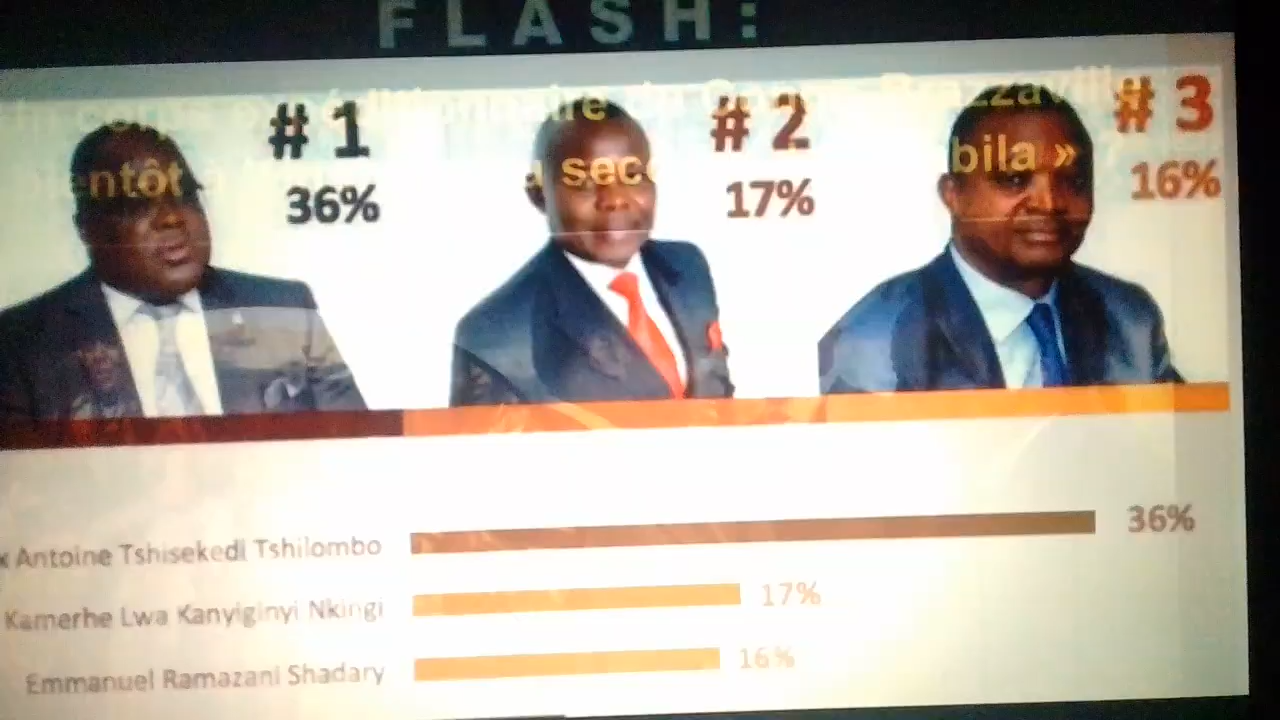 FLASH:
# 1 # 2 # 3
36% 17% 16%
bila »
Antoine Tshisekedi Tshilombo 36%
Kamerhe Lwa Kanyiginyi Nkingi 17%
Emmanuel Ramazani Shadary 16%